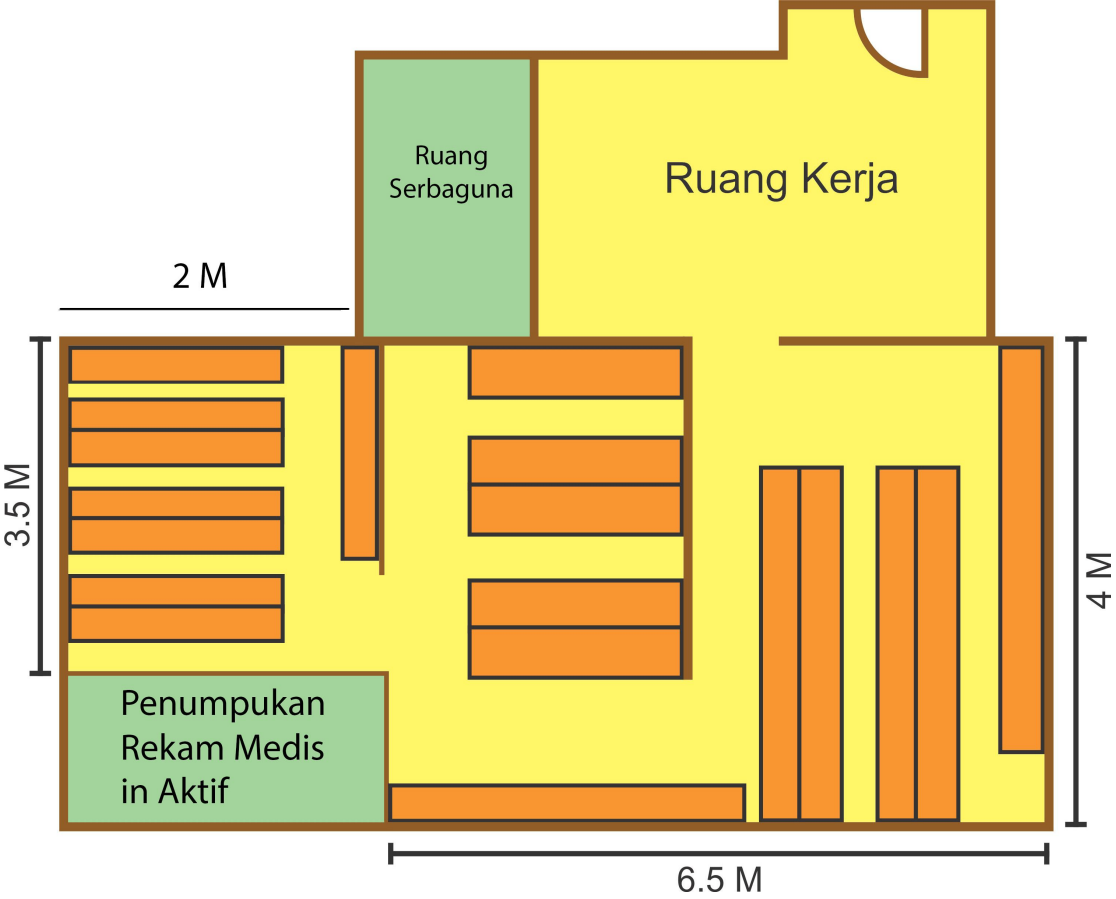 Ruang
Serbaguna
Ruang Kerja
2 M
3.5 M
4 M
Penumpukan
Rekam Medis
in Aktif
6.5 M